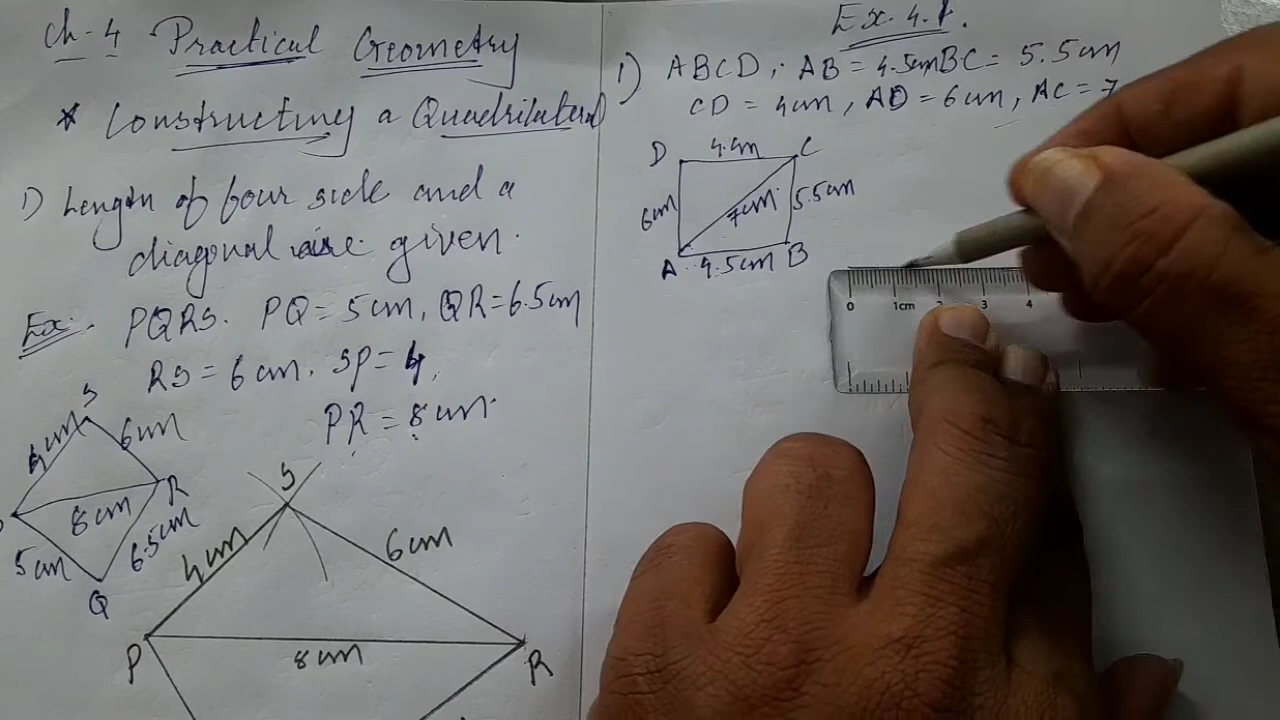 Ch-4 Practical Geometry
* Constructing a Quadrilateral
1) Length of four side and a
diagonal are given.
Ex:. PQRS. PQ = 5cm, QR = 6.5cm
RS = 6cm. SP = 4,
PR = 8cm.
S
4cm
6cm
R
8cm
5cm
6.5cm
Q
S
4cm
6cm
P
8cm
R
Ex. 4.1.
1) ABCD, AB = 4.5cm BC = 5.5cm
CD = 4cm, AD = 6cm, AC = 7
D 4cm C
6cm 7cm 5.5cm
A 4.5cm B
0 1cm 2 3 4